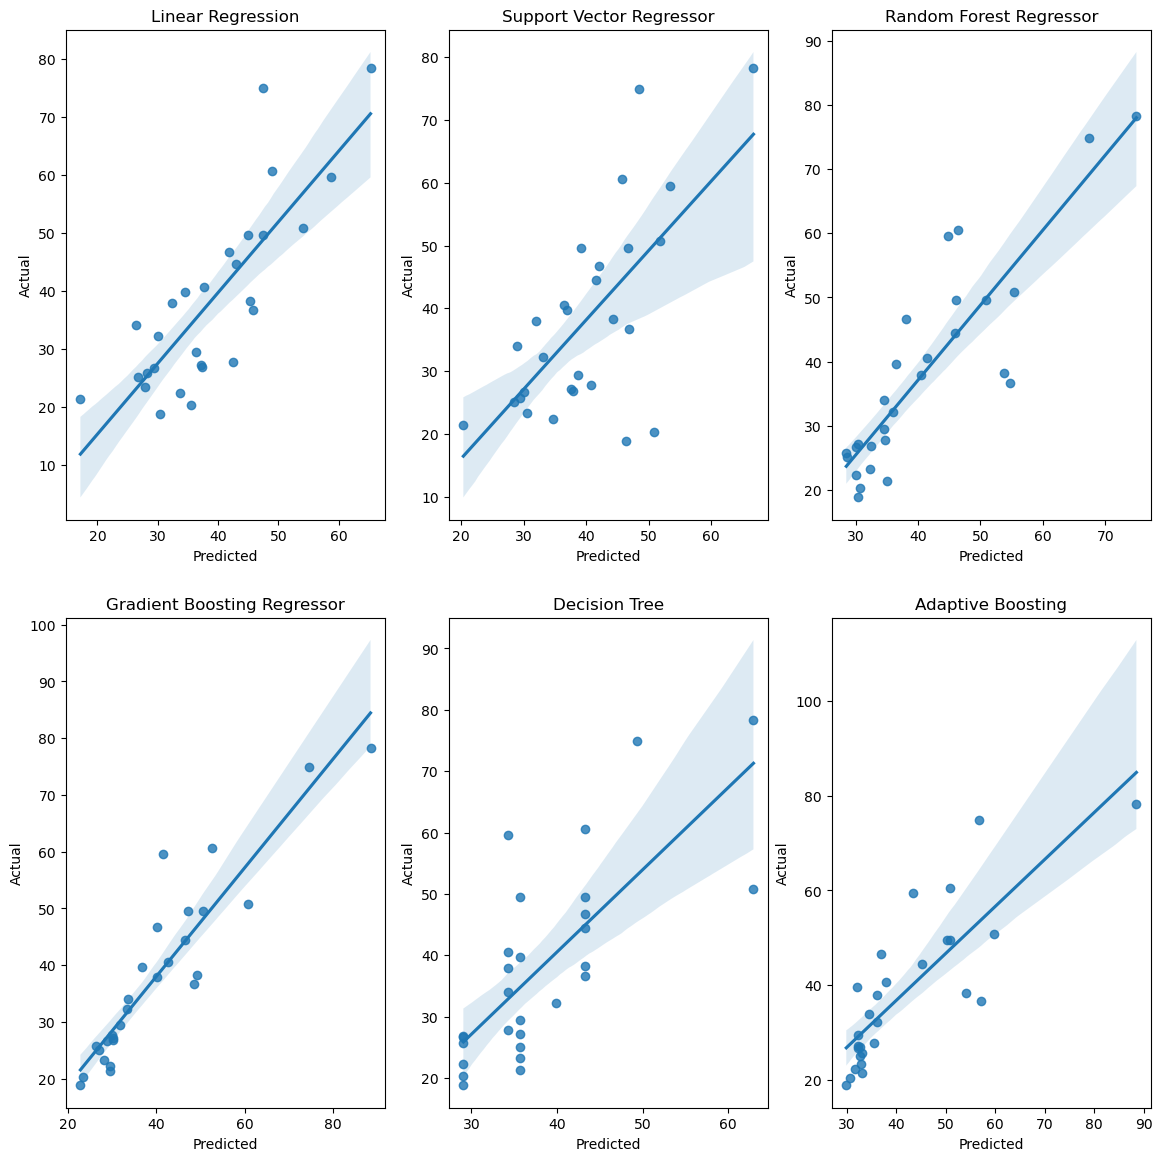 Linear Regression
80
70
60
50
40
30
20
10
Actual
20 30 40 50 60
Predicted
Support Vector Regressor
80
70
60
50
40
30
20
10
Actual
20 30 40 50 60
Predicted
Random Forest Regressor
90
80
70
60
50
40
30
20
Actual
30 40 50 60 70
Predicted
Gradient Boosting Regressor
100
90
80
70
60
50
40
30
20
Actual
20 40 60 80
Predicted
Decision Tree
90
80
70
60
50
40
30
20
Actual
30 40 50 60
Predicted
Adaptive Boosting
100
80
60
40
20
Actual
30 40 50 60 70 80 90
Predicted